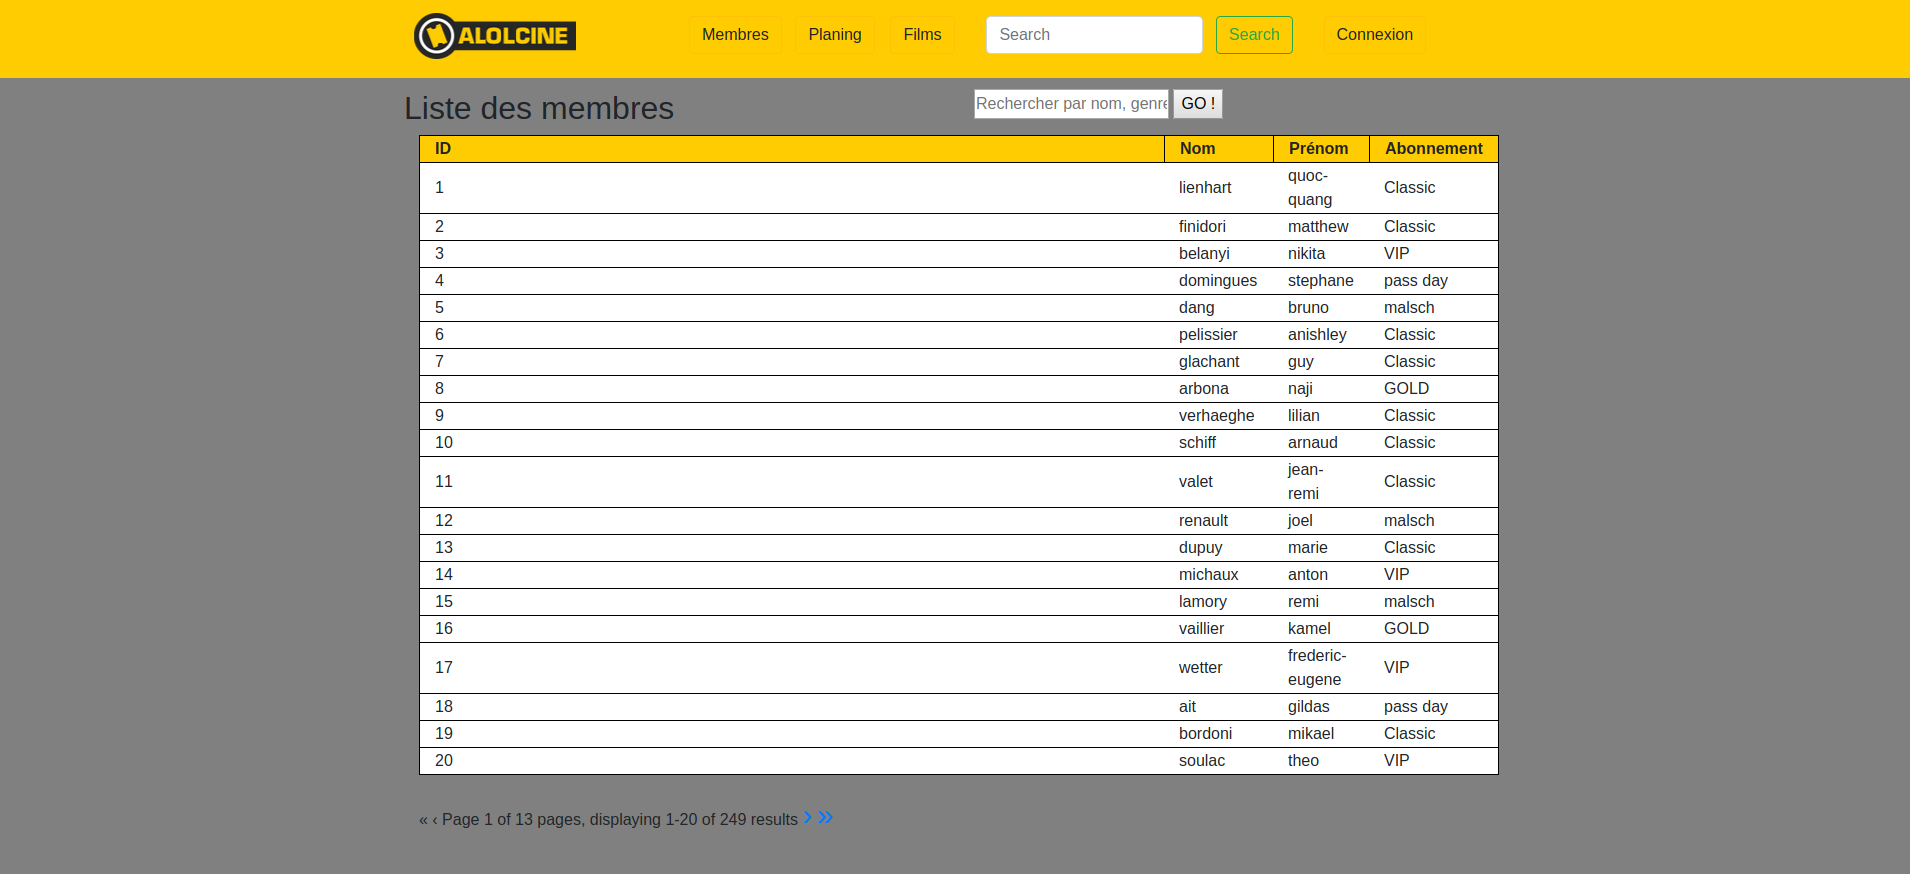 ALOLCINE Membres Planing Films Search Search Connexion
Liste des membres Rechercher par nom, genre GO !
ID Nom Prénom Abonnement
1 lienhart quoc-quang Classic
2 finidori matthew Classic
3 belanyi nikita VIP
4 domingues stephane pass day
5 dang bruno malsch
6 pelissier anishley Classic
7 glachant guy Classic
8 arbona naji GOLD
9 verhaeghe lilian Classic
10 schiff arnaud Classic
11 valet jean-remi Classic
12 renault joel malsch
13 dupuy marie Classic
14 michaux anton VIP
15 lamory remi malsch
16 vaillier kamel GOLD
17 wetter frederic-eugene VIP
18 ait gildas pass day
19 bordoni mikael Classic
20 soulac theo VIP
« ‹ Page 1 of 13 pages, displaying 1-20 of 249 results › »